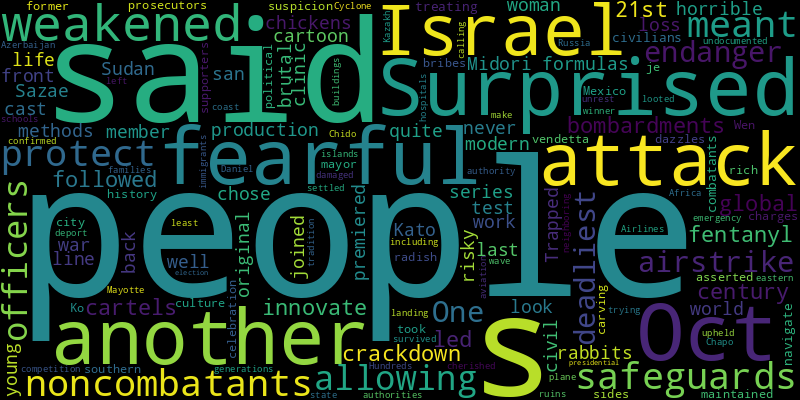 former prosecutors suspicion Cyclone treating woman 21st horrible
weakened chickens cartoon Israel loss meant
Azerbaijan life said political brutal clinic buildings Kazakh calling civilians undocumented
front Sudan supporters san Russia endanger
left bribes Midori formulas je
Sazae coast Surprised Mexico unrest looted
cast hospitals make winner
schools methods member production quite never bombardments Wen
confirmed Chido modern vendetta dazzles
protect fearful islands attack combatants
immigrants mayor
followed families Daniel damaged authority rich
history chose settled series Trapped Africa global
people test neighboring emergency charges
officers city least original joined tradition premiered Kato work deadliest Airlines fentanyl
deport war back including risky
line well radish last airstrike
election wave aviation asserted eastern
Mayotte celebration landing carving century
Ko cartels culture innovate One look world
another took led s trying Oct upheld navigate
survived civil Chapo
young crackdown rabbits
competition southern Hundreds cherished plane presidential safeguards
noncombatants generations allowing
state authorities ruins sides maintained